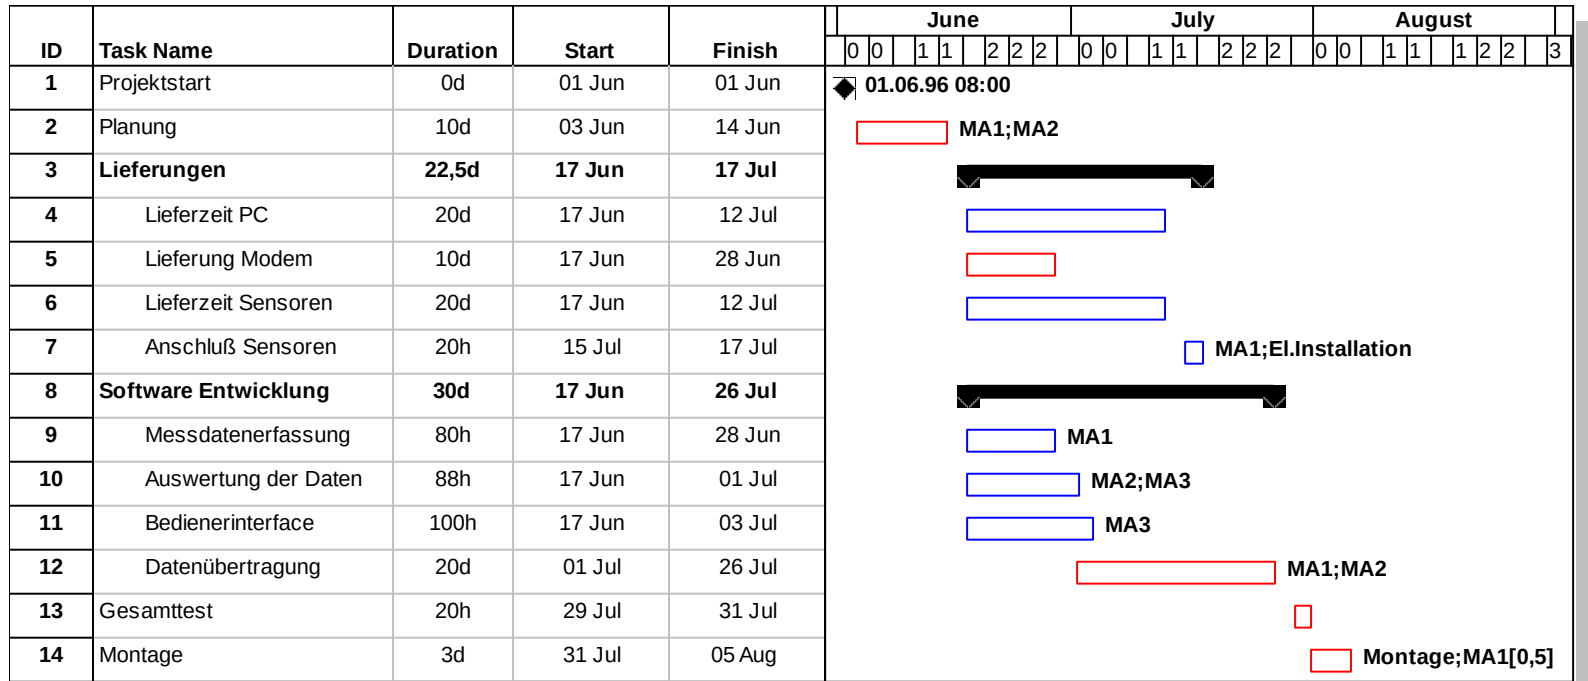 June July August
ID Task Name Duration Start Finish 0 0 1 1 2 2 2 0 0 1 1 2 2 2 0 0 1 1 1 2 2 3
1 Projektstart 0d 01 Jun 01 Jun 01.06.96 08:00
2 Planung 10d 03 Jun 14 Jun MA1;MA2
3 Lieferungen 22,5d 17 Jun 17 Jul
4 Lieferzeit PC 20d 17 Jun 12 Jul
5 Lieferung Modem 10d 17 Jun 28 Jun
6 Lieferzeit Sensoren 20d 17 Jun 12 Jul
7 Anschluß Sensoren 20h 15 Jul 17 Jul MA1;El.Installation
8 Software Entwicklung 30d 17 Jun 26 Jul
9 Messdatenerfassung 80h 17 Jun 28 Jun MA1
10 Auswertung der Daten 88h 17 Jun 01 Jul MA2;MA3
11 Bedienerinterface 100h 17 Jun 03 Jul MA3
12 Datenübertragung 20d 01 Jul 26 Jul MA1;MA2
13 Gesamttest 20h 29 Jul 31 Jul
14 Montage 3d 31 Jul 05 Aug Montage;MA1[0,5]